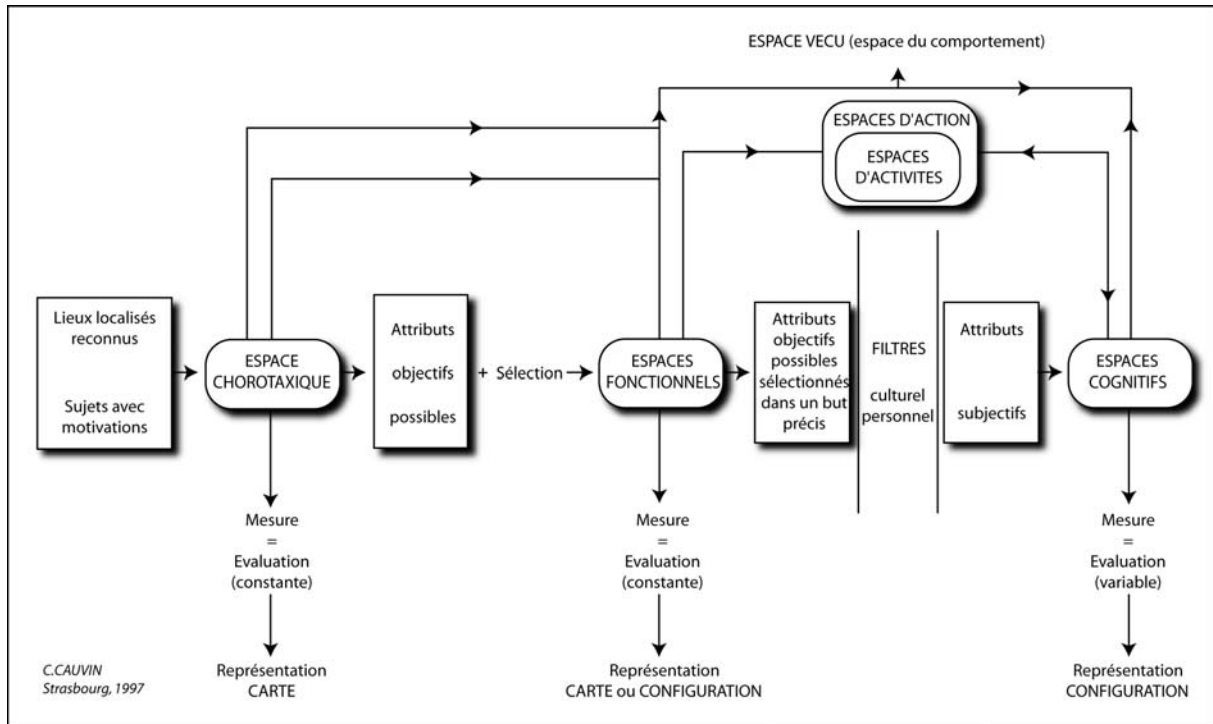 ESPACE VECU (espace du comportement)
ESPACES D'ACTION
ESPACES
D'ACTIVITES
Lieux localisés
reconnus
Sujets avec
motivations
ESPACE
CHOROTAXIQUE
Attributs
objectifs
possibles
+ Sélection
ESPACES
FONCTIONNELS
Attributs
objectifs
possibles
sélectionnés
dans un but
précis
FILTRES
culturel
personnel
Attributs
subjectifs
ESPACES
COGNITIFS
Mesure
=
Evaluation
(constante)
Représentation
CARTE
Mesure
=
Evaluation
(constante)
Représentation
CARTE ou CONFIGURATION
Mesure
=
Evaluation
(variable)
Représentation
CONFIGURATION
C.CAUVIN
Strasbourg, 1997